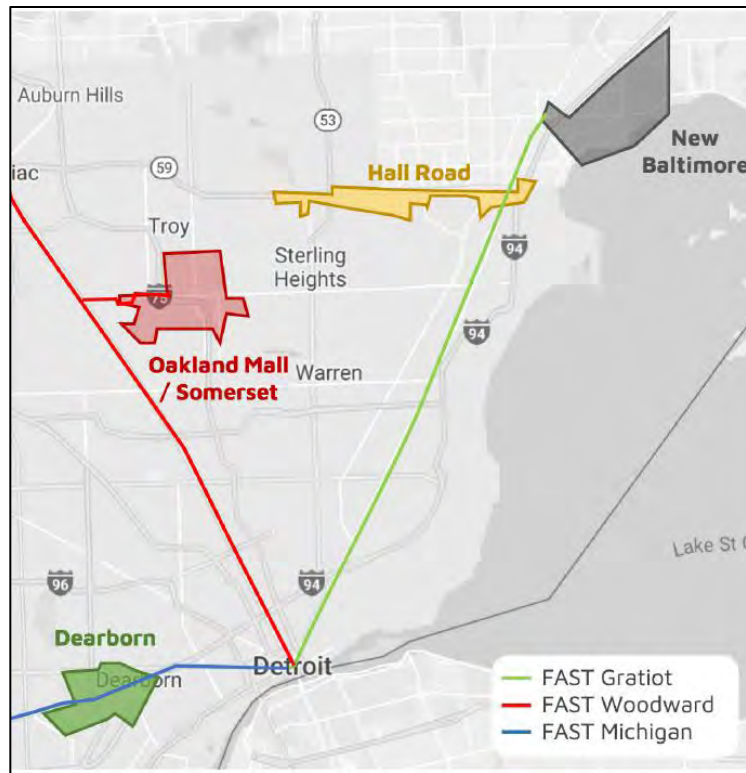 Auburn Hills
53
New
Baltimore
iac
59
Hall Road
Troy
Sterling
Heights
94
75
94
Oakland Mall
/ Somerset
Warren
Lake St C
96
94
Dearborn
Detroit
Dearborn
FAST Gratiot
FAST Woodward
FAST Michigan